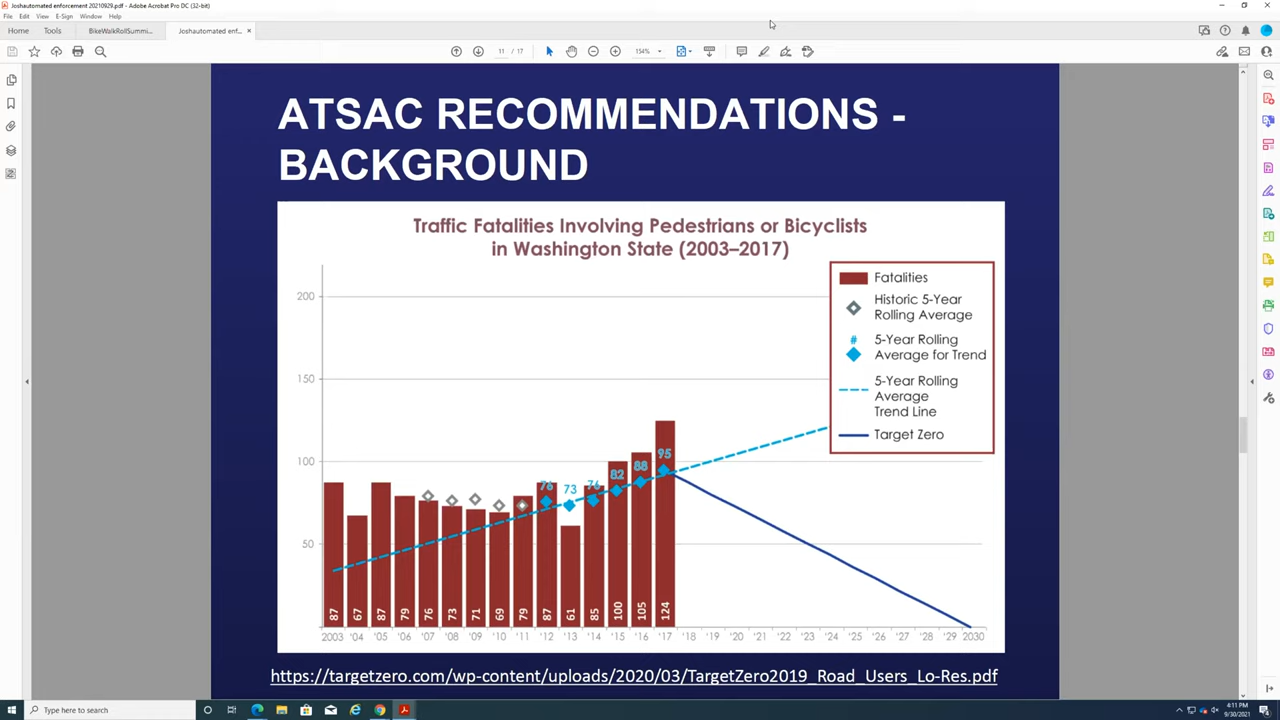 Joshautomated enforcement 20210929.pdf - Adobe Acrobat Pro DC (32-bit)
File Edit View E-Sign Window Help
Home Tools BikeWalkRollSummi... Joshautomated enf... ×
11 / 17 154%
ATSAC RECOMMENDATIONS -
BACKGROUND
Traffic Fatalities Involving Pedestrians or Bicyclists
in Washington State (2003–2017)
Fatalities
Historic 5-Year
Rolling Average
# 5-Year Rolling
Average for Trend
5-Year Rolling
Average
Trend Line
Target Zero
200
150
100
50
76 73 76 82 88 95
87 67 87 79 76 73 71 69 79 87 61 85 100 105 124
2003 '04 '05 '06 '07 '08 '09 '10 '11 '12 '13 '14 '15 '16 '17 '18 '19 '20 '21 '22 '23 '24 '25 '26 '27 '28 '29 2030
https://targetzero.com/wp-content/uploads/2020/03/TargetZero2019_Road_Users_Lo-Res.pdf
Type here to search
4:11 PM
9/30/2021